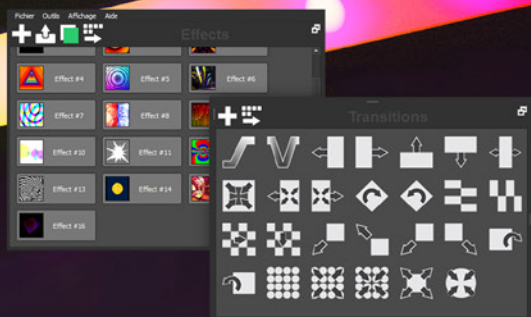 Fichier Outils Affichage Aide
Effects
Effect #4 Effect #5 Effect #6
Effect #7 Effect #8
Transitions
Effect #10 Effect #11
Effect #13 Effect #14
Effect #16